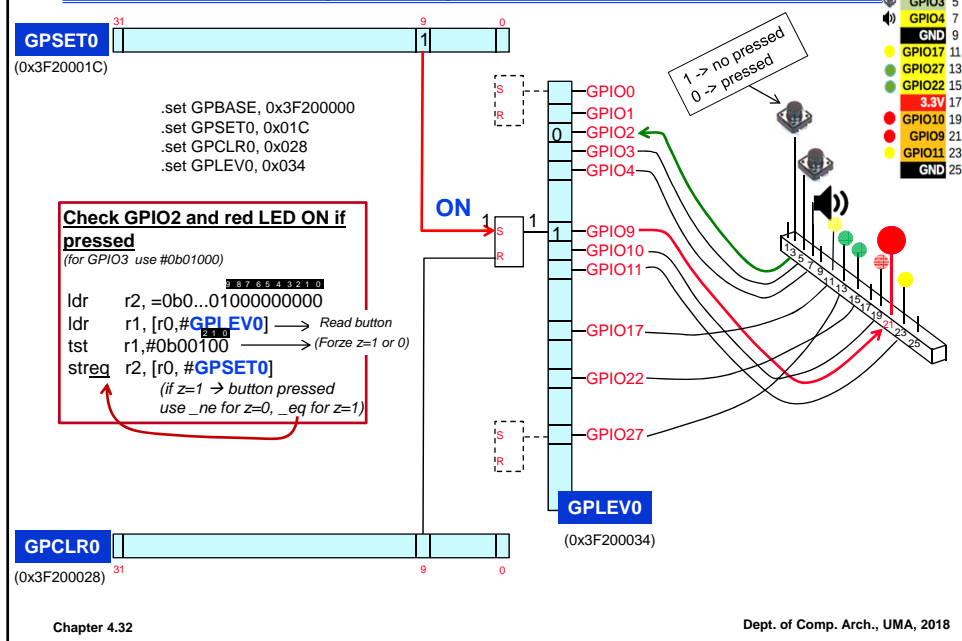 GPIO3 5
GPIO4 7
GND 9
GPIO17 11
GPIO27 13
GPIO22 15
3.3V 17
GPIO10 19
GPIO9 21
GPIO11 23
GND 25
31 9 0
GPSET0
1
(0x3F20001C)
1 -> no pressed
0 -> pressed
.set GPBASE, 0x3F200000
.set GPSET0, 0x01C
.set GPCLR0, 0x028
.set GPLEV0, 0x034
S
R
GPIO0
GPIO1
0
GPIO2
GPIO3
GPIO4
ON
1
S
R
1
1
GPIO9
GPIO10
GPIO11
GPIO17
GPIO22
S
R
GPIO27
1 3 5 7 9 11 13 15 17 19 21 23 25
Check GPIO2 and red LED ON if
pressed
(for GPIO3 use #0b01000)
9 8 7 6 5 4 3 2 1 0
ldr r2, =0b0...01000000000
ldr r1, [r0,#GPLEV0] Read button
2 1 0
tst r1,#0b00100 (Forze z=1 or 0)
streq r2, [r0, #GPSET0]
(if z=1 → button pressed
use _ne for z=0, _eq for z=1)
GPLEV0
(0x3F200034)
GPCLR0
31 9 0
(0x3F200028)
Chapter 4.32
Dept. of Comp. Arch., UMA, 2018